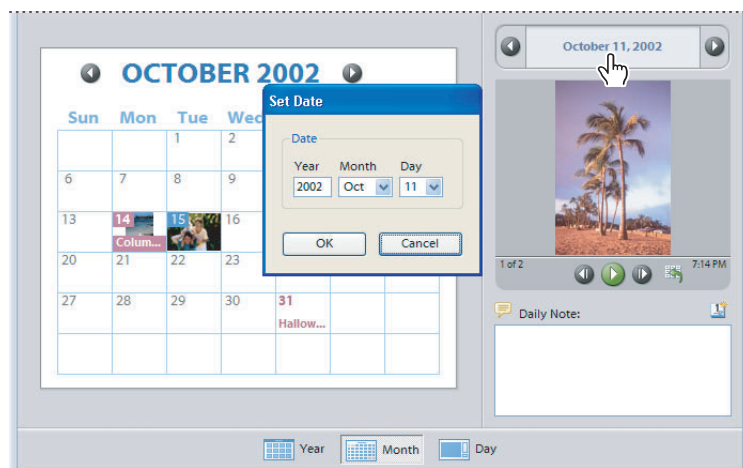 OCTOBER 2002
Sun Mon Tue Wed
1 2
6 7 8 9
13 14 15 16
Colum...
20 21 22 23
27 28 29 30 31
Hallow...
Set Date
Date
Year Month Day
2002 Oct 11
OK Cancel
October 11, 2002
1 of 2 7:14 PM
Daily Note:
Year Month Day